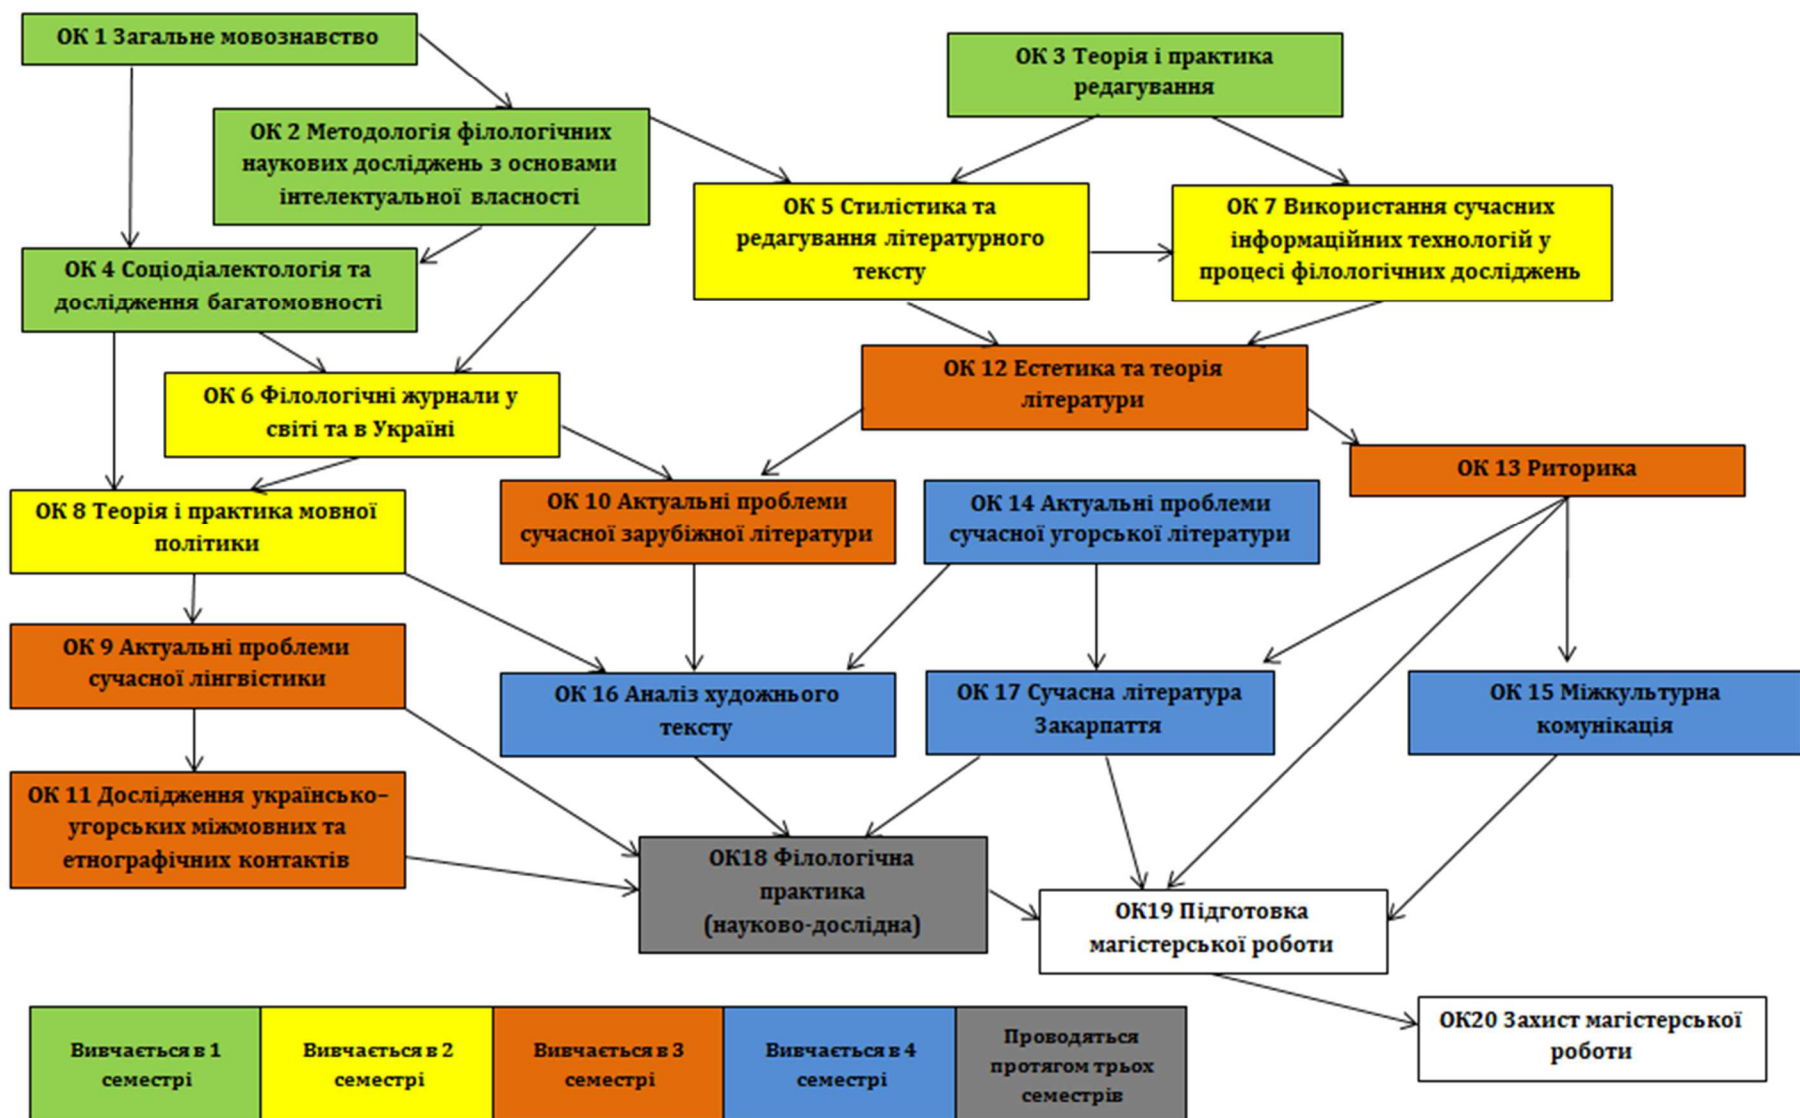 ОК 1 Загальне мовознавство
ОК 3 Теорія і практика
редагування
ОК 2 Методологія філологічних
наукових досліджень з основами
інтелектуальної власності
ОК 5 Стилістика та
редагування літературного
тексту
ОК 7 Використання сучасних
інформаційних технологій у
процесі філологічних досліджень
ОК 4 Соціодіалектологія та
дослідження багатомовності
ОК 12 Естетика та теорія
літератури
ОК 6 Філологічні журнали у
світі та в Україні
ОК 13 Риторика
ОК 8 Теорія і практика мовної
політики
ОК 10 Актуальні проблеми
сучасної зарубіжної літератури
ОК 14 Актуальні проблеми
сучасної угорської літератури
ОК 9 Актуальні проблеми
сучасної лінгвістики
ОК 16 Аналіз художнього
тексту
ОК 17 Сучасна література
Закарпаття
ОК 15 Міжкультурна
комунікація
ОК 11 Дослідження українсько–
угорських міжмовних та
етнографічних контактів
ОК18 Філологічна
практика
(науково-дослідна)
ОК19 Підготовка
магістерської роботи
ОК20 Захист магістерської
роботи
Вивчається в 1
семестрі
Вивчається в 2
семестрі
Вивчається в 3
семестрі
Вивчається в 4
семестрі
Проводяться
протягом трьох
семестрів